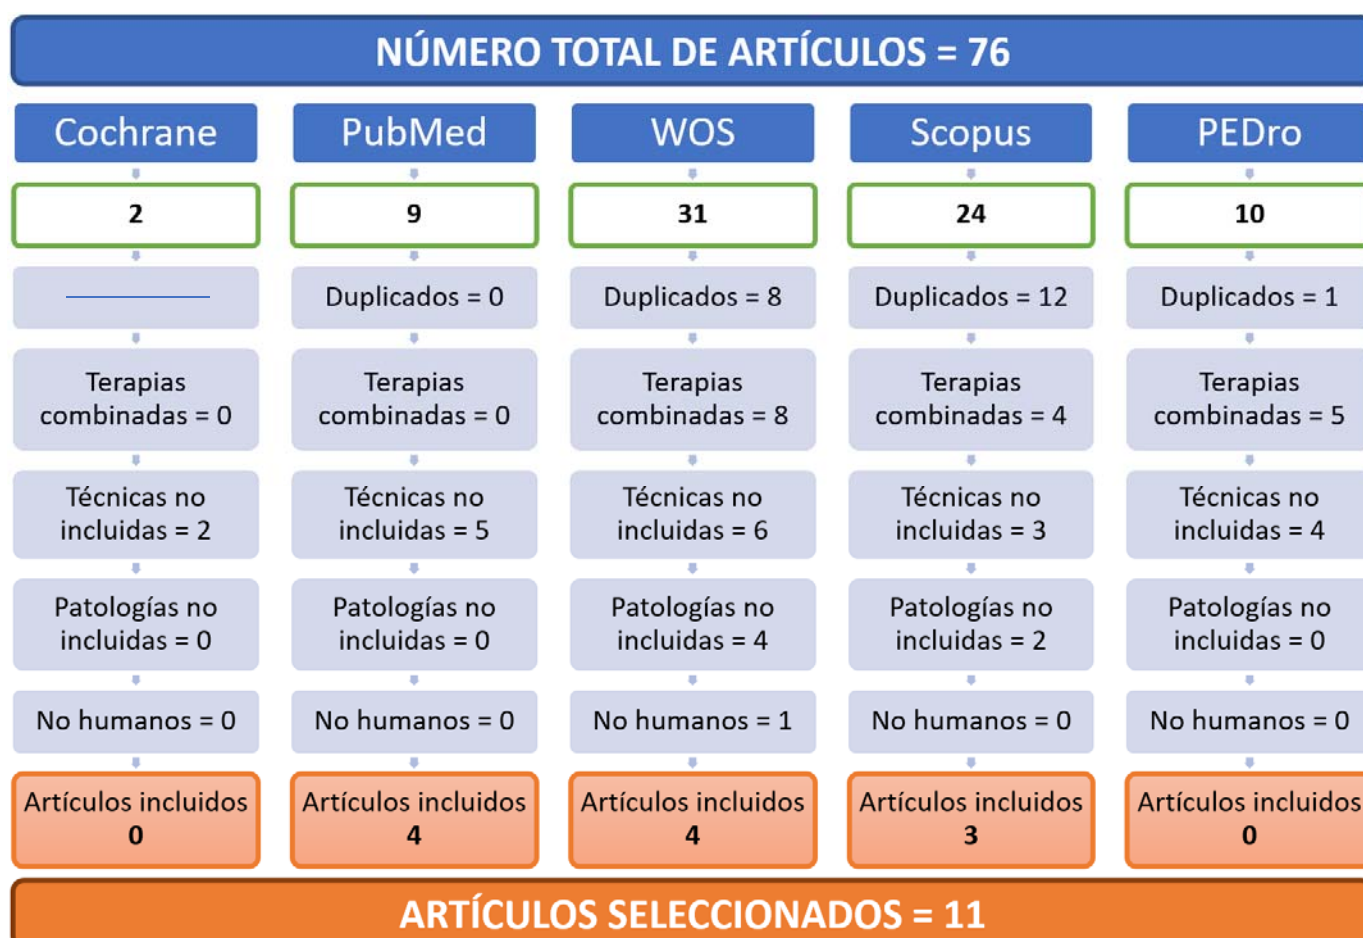 NÚMERO TOTAL DE ARTÍCULOS = 76
Cochrane
PubMed
WOS
Scopus
PEDro
2
9
31
24
10
Duplicados = 0
Duplicados = 8
Duplicados = 12
Duplicados = 1
Terapias
combinadas = 0
Terapias
combinadas = 0
Terapias
combinadas = 8
Terapias
combinadas = 4
Terapias
combinadas = 5
Técnicas no
incluidas = 2
Técnicas no
incluidas = 5
Técnicas no
incluidas = 6
Técnicas no
incluidas = 3
Técnicas no
incluidas = 4
Patologías no
incluidas = 0
Patologías no
incluidas = 0
Patologías no
incluidas = 4
Patologías no
incluidas = 2
Patologías no
incluidas = 0
No humanos = 0
No humanos = 0
No humanos = 1
No humanos = 0
No humanos = 0
Artículos incluidos
0
Artículos incluidos
4
Artículos incluidos
4
Artículos incluidos
3
Artículos incluidos
0
ARTÍCULOS SELECCIONADOS = 11